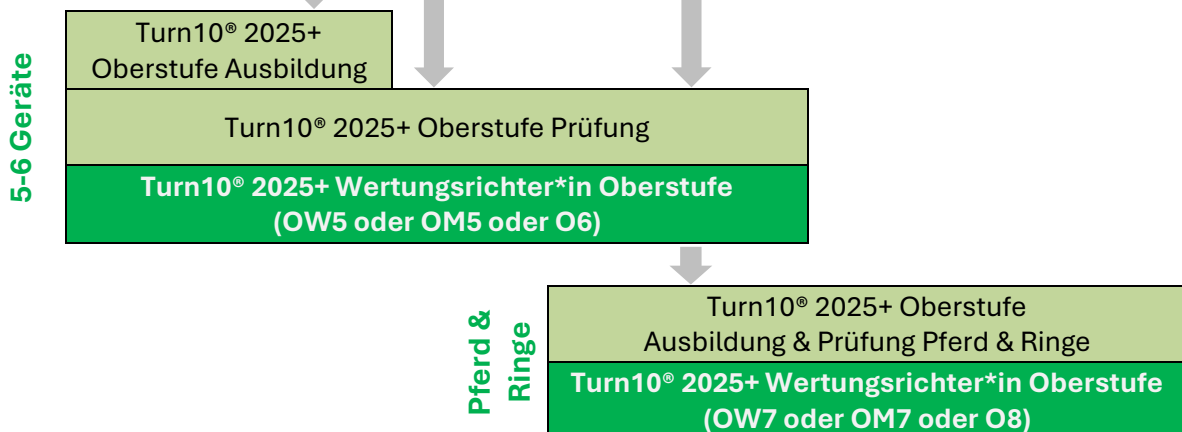 5-6 Geräte
Turn10® 2025+
Oberstufe Ausbildung
Turn10® 2025+ Oberstufe Prüfung
Turn10® 2025+ Wertungsrichter*in Oberstufe
(OW5 oder OM5 oder O6)
Pferd &
Ringe
Turn10® 2025+ Oberstufe
Ausbildung & Prüfung Pferd & Ringe
Turn10® 2025+ Wertungsrichter*in Oberstufe
(OW7 oder OM7 oder O8)